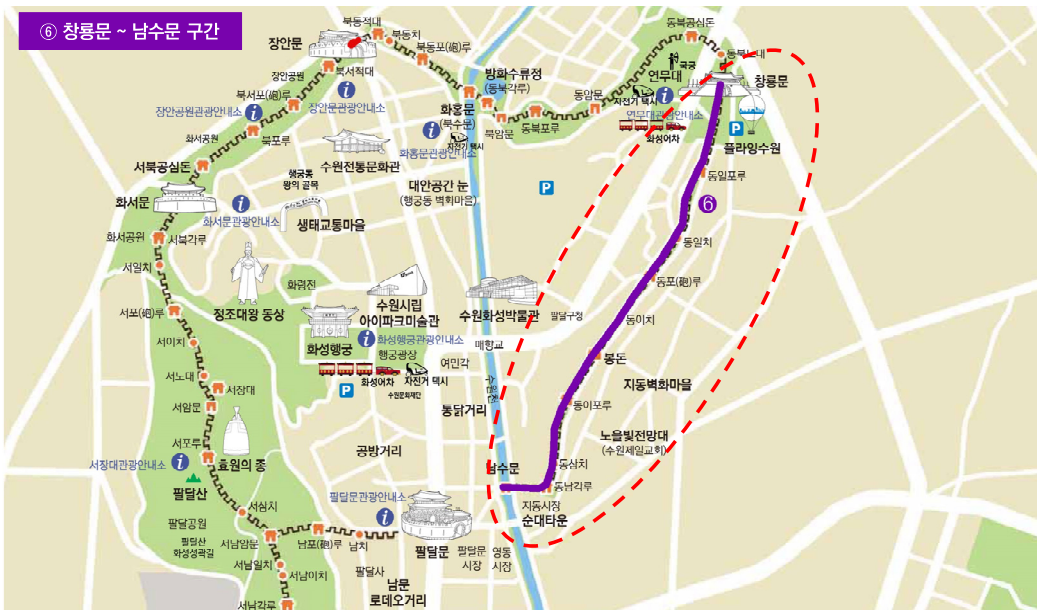 ⑥ 창룡문 ~ 남수문 구간
북동적대
장안문
북동치
북동포(砲)루
장안공원
북서적대
장안문관광안내소
북서포(砲)루
장안공원관광안내소
화서공원
북포루
서북공심돈
화서문
화서문관광안내소
수원전통문화관
행궁동
왕의 골목
생태교통마을
방화수류정
(동북각루)
화홍문
(북수문)
자전거 택시
화홍문관광안내소
북암문
동북포루
동암문
동북공심돈
동북노대
국궁
연무대
자전거 택시
연무대관광안내소
화성어차
창룡문
P
플라잉수원
대안공간 눈
(행궁동 벽화마을)
P
동일포루
⑥
동일치
동포(砲)루
동이치
봉돈
지동벽화마을
동이포루
노을빛전망대
(수원제일교회)
동삼치
동남각루
남수문
지동시장
순대타운
화서공원
서북각루
서일치
서포(砲)루
정조대왕 동상
화령전
수원시립
아이파크미술관
수원화성박물관
팔달구청
화성행궁
화성행궁관광안내소
행궁광장
매향교
여민각
수원천
화성어차
자전거 택시
수원문화재단
P
서이치
서노대
서장대
서암문
통닭거리
공방거리
서포루
효원의 종
서장대관광안내소
팔달산
팔달문관광안내소
서삼치
팔달공원
팔달산
화성성곽길
서남암문
남포(砲)루
남치
팔달문
팔달문
시장
영동
시장
서남일치
서남이치
팔달사
남문
로데오거리
서남각루